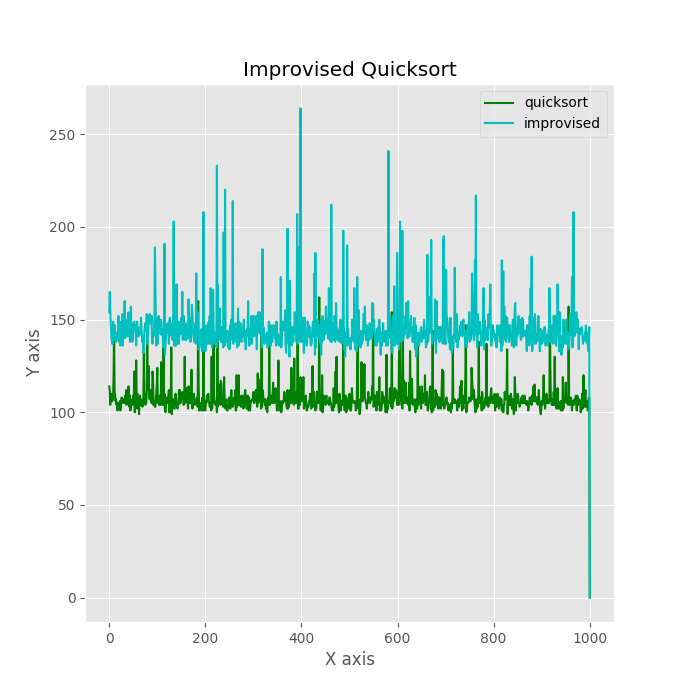 Improvised Quicksort
quicksort
improvised
250
200
150
100
50
0
Y axis
0 200 400 600 800 1000
X axis